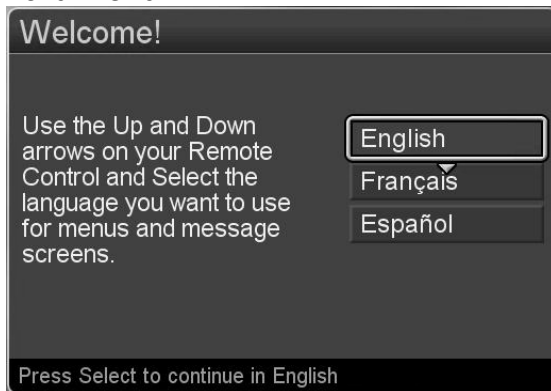 Welcome!
Use the Up and Down
arrows on your Remote
Control and Select the
language you want to use
for menus and message
screens.
English
Français
Español
Press Select to continue in English